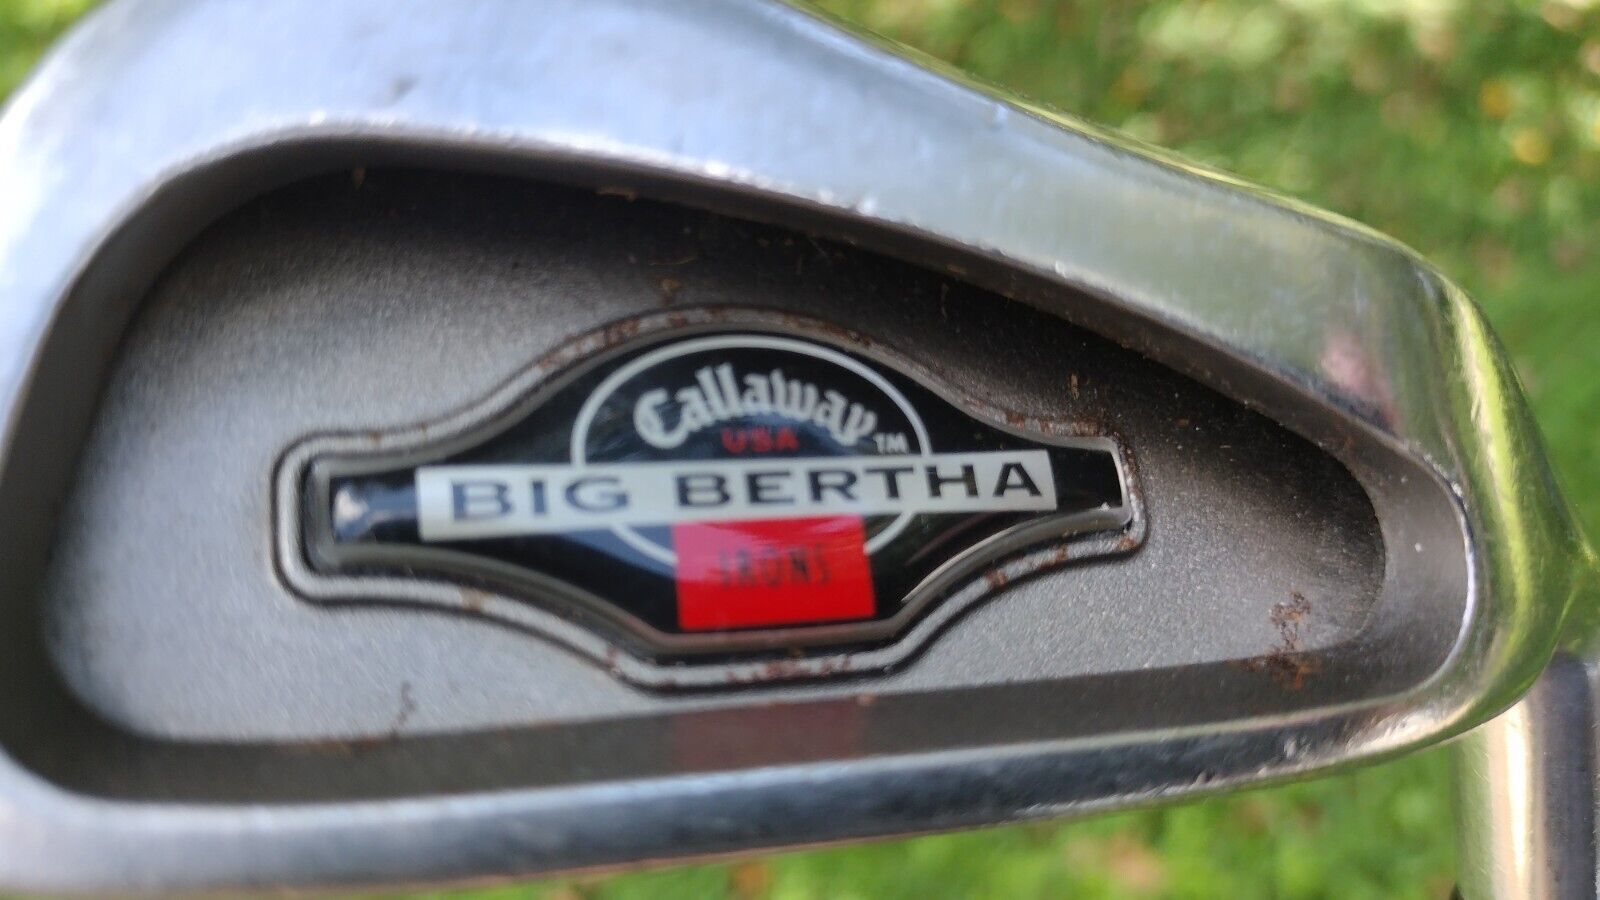 Callaway TM
USA
BIG BERTHA
IRONS